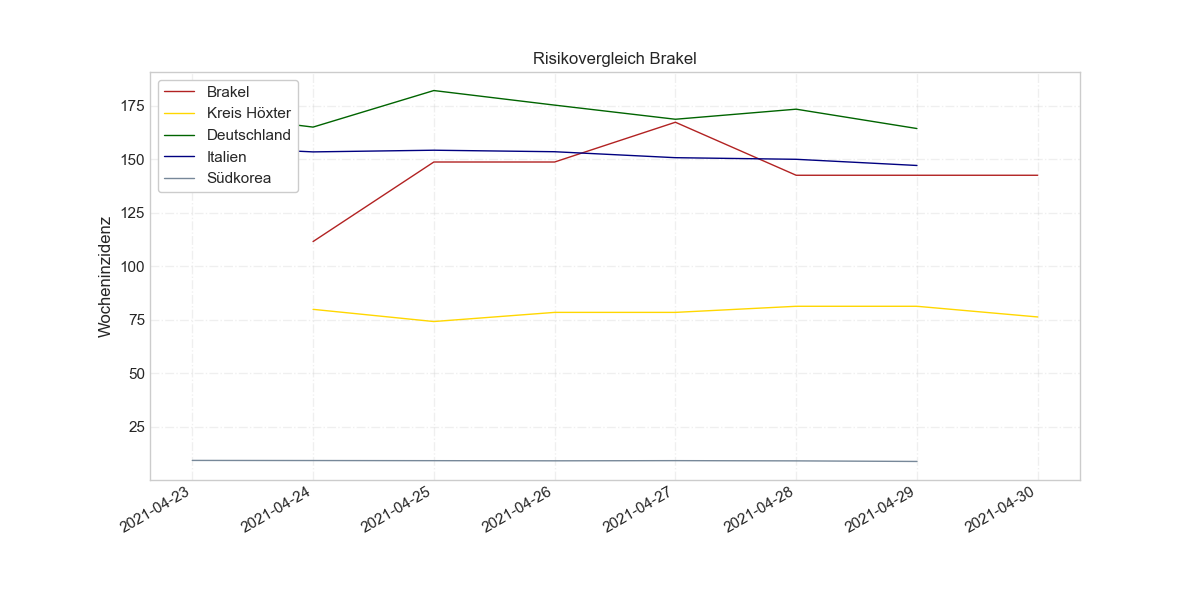 Risikovergleich Brakel
Brakel
Kreis Höxter
Deutschland
Italien
Südkorea
Wocheninzidenz
175
150
125
100
75
50
25
2021-04-23
2021-04-24
2021-04-25
2021-04-26
2021-04-27
2021-04-28
2021-04-29
2021-04-30